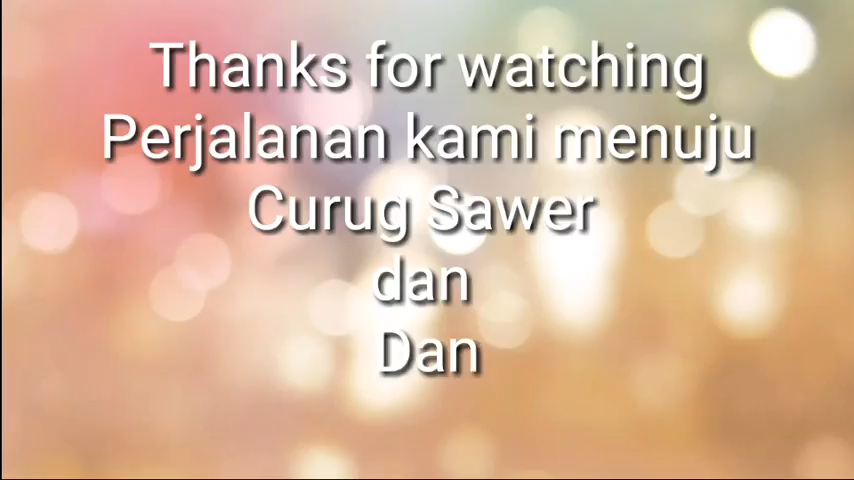 Thanks for watching
Perjalanan kami menuju
Curug Sawer
dan
Dan